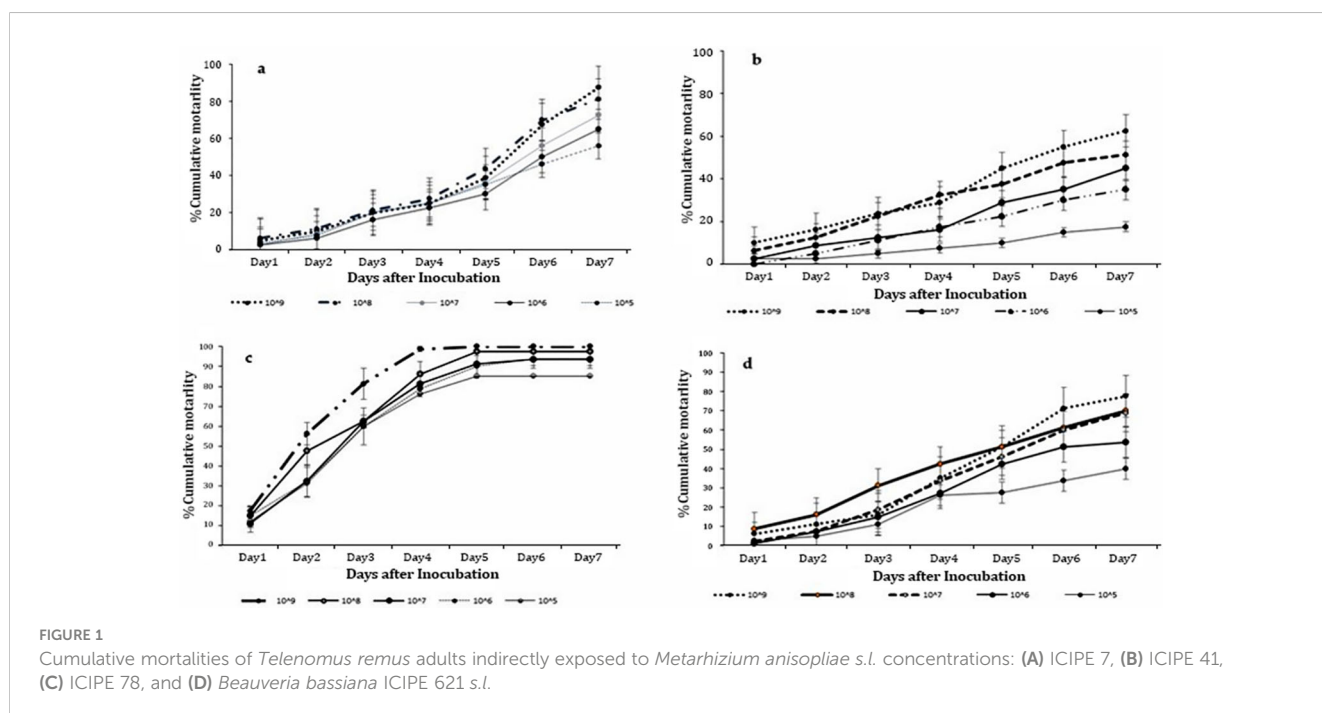 a
100
80
60
40
20
0
%Cumulative motarlity
Day1 Day2 Day3 Day4 Day5 Day6 Day7
Days after Inocubation
10^9 10^8 10^7 10^6 10^5
b
100
80
60
40
20
0
%Cumulative motarlity
Day1 Day2 Day3 Day4 Day5 Day6 Day7
Days after Inocubation
10^9 10^8 10^7 10^6 10^5
c
100
90
80
70
60
50
40
30
20
10
0
%Cumulative motarlity
Day1 Day2 Day3 Day4 Day5 Day6 Day7
Days after Inocubation
10^9 10^8 10^7 10^6 10^5
d
100
90
80
70
60
50
40
30
20
10
0
%Cumulative motarlity
Day1 Day2 Day3 Day4 Day5 Day6 Day7
Days after Inocubation
10^9 10^8 10^7 10^6 10^5
FIGURE 1
Cumulative mortalities of Telenomus remus adults indirectly exposed to Metarhizium anisopliae s.l. concentrations: (A) ICIPE 7, (B) ICIPE 41,
(C) ICIPE 78, and (D) Beauveria bassiana ICIPE 621 s.l.